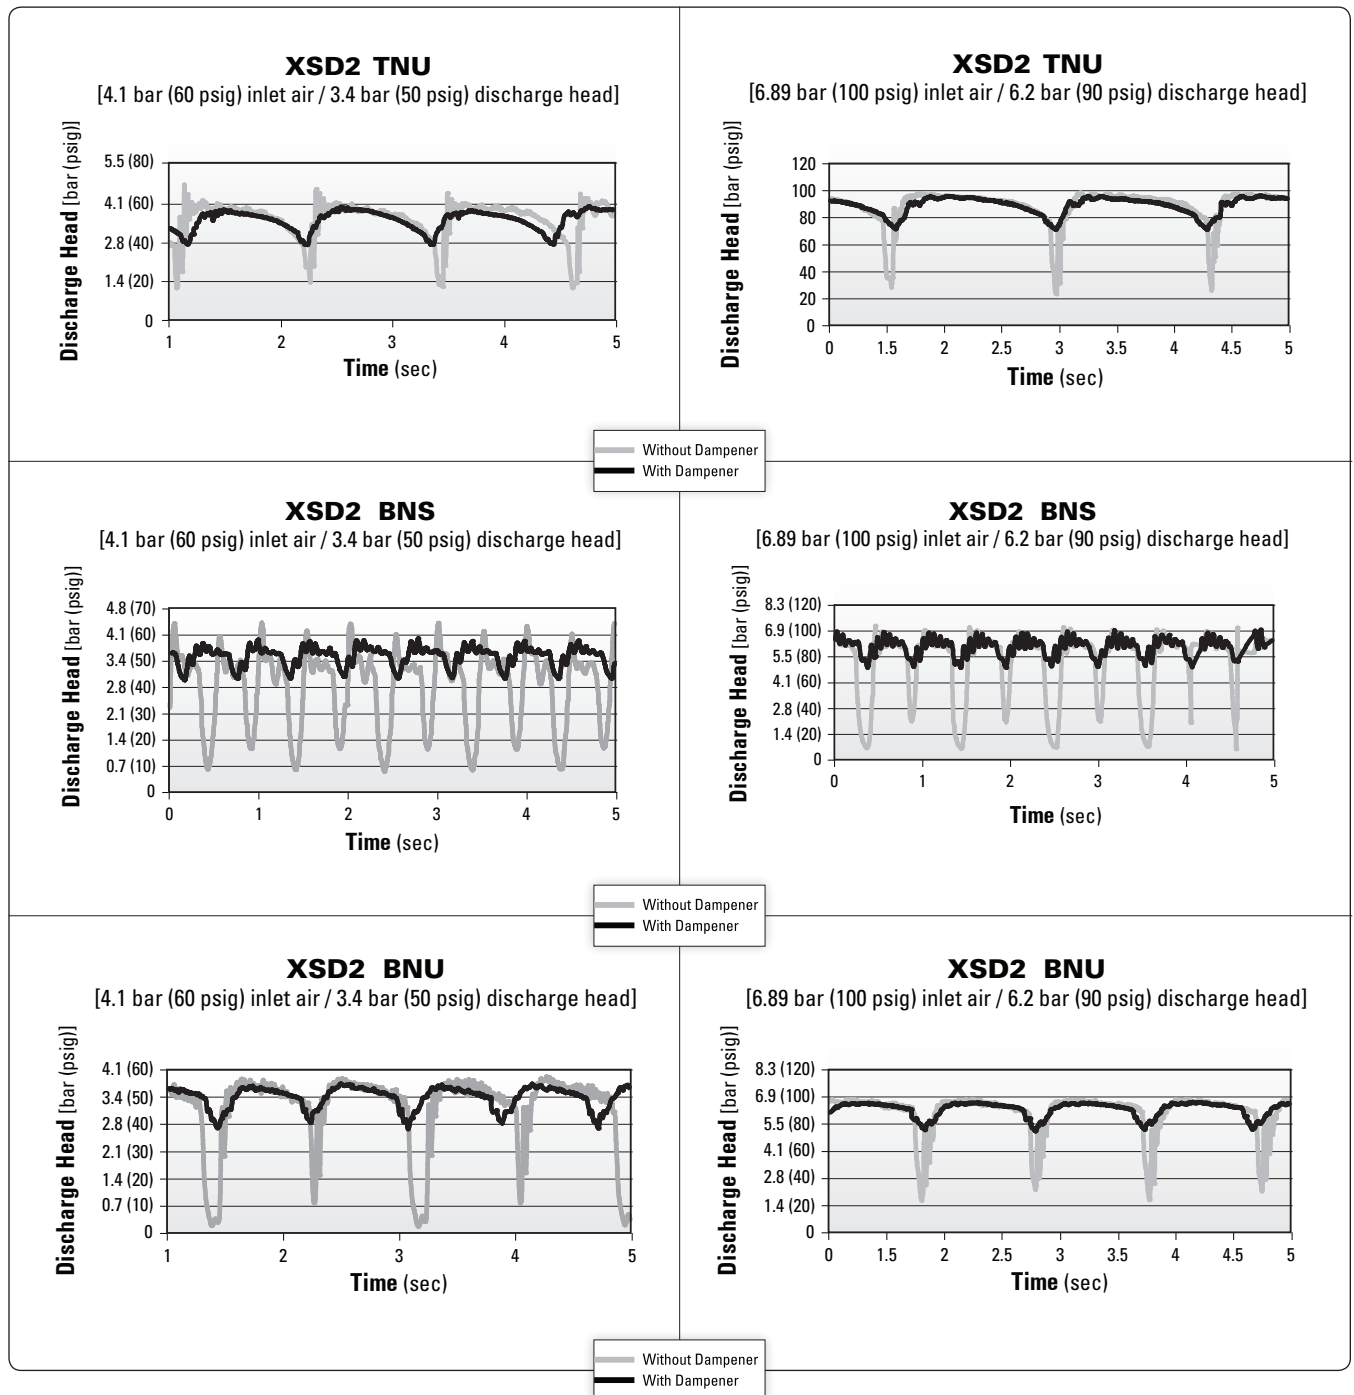 XSD2 TNU
[4.1 bar (60 psig) inlet air / 3.4 bar (50 psig) discharge head]
Discharge Head [bar (psig)]
5.5 (80)
4.1 (60)
2.8 (40)
1.4 (20)
0
1
2
3
4
5
Time (sec)
XSD2 TNU
[6.89 bar (100 psig) inlet air / 6.2 bar (90 psig) discharge head]
Discharge Head [bar (psig)]
120
100
80
60
40
20
0
0
1.5
2
2.5
3
3.5
4
4.5
5
Time (sec)
Without Dampener
With Dampener
XSD2 BNS
[4.1 bar (60 psig) inlet air / 3.4 bar (50 psig) discharge head]
Discharge Head [bar (psig)]
4.8 (70)
4.1 (60)
3.4 (50)
2.8 (40)
2.1 (30)
1.4 (20)
0.7 (10)
0
0
1
2
3
4
5
Time (sec)
XSD2 BNS
[6.89 bar (100 psig) inlet air / 6.2 bar (90 psig) discharge head]
Discharge Head [bar (psig)]
8.3 (120)
6.9 (100)
5.5 (80)
4.1 (60)
2.8 (40)
1.4 (20)
0
0
1
2
3
4
5
Time (sec)
Without Dampener
With Dampener
XSD2 BNU
[4.1 bar (60 psig) inlet air / 3.4 bar (50 psig) discharge head]
Discharge Head [bar (psig)]
4.1 (60)
3.4 (50)
2.8 (40)
2.1 (30)
1.4 (20)
0.7 (10)
0
1
2
3
4
5
Time (sec)
XSD2 BNU
[6.89 bar (100 psig) inlet air / 6.2 bar (90 psig) discharge head]
Discharge Head [bar (psig)]
8.3 (120)
6.9 (100)
5.5 (80)
4.1 (60)
2.8 (40)
1.4 (20)
0
0
1.5
2
2.5
3
3.5
4
4.5
5
Time (sec)
Without Dampener
With Dampener